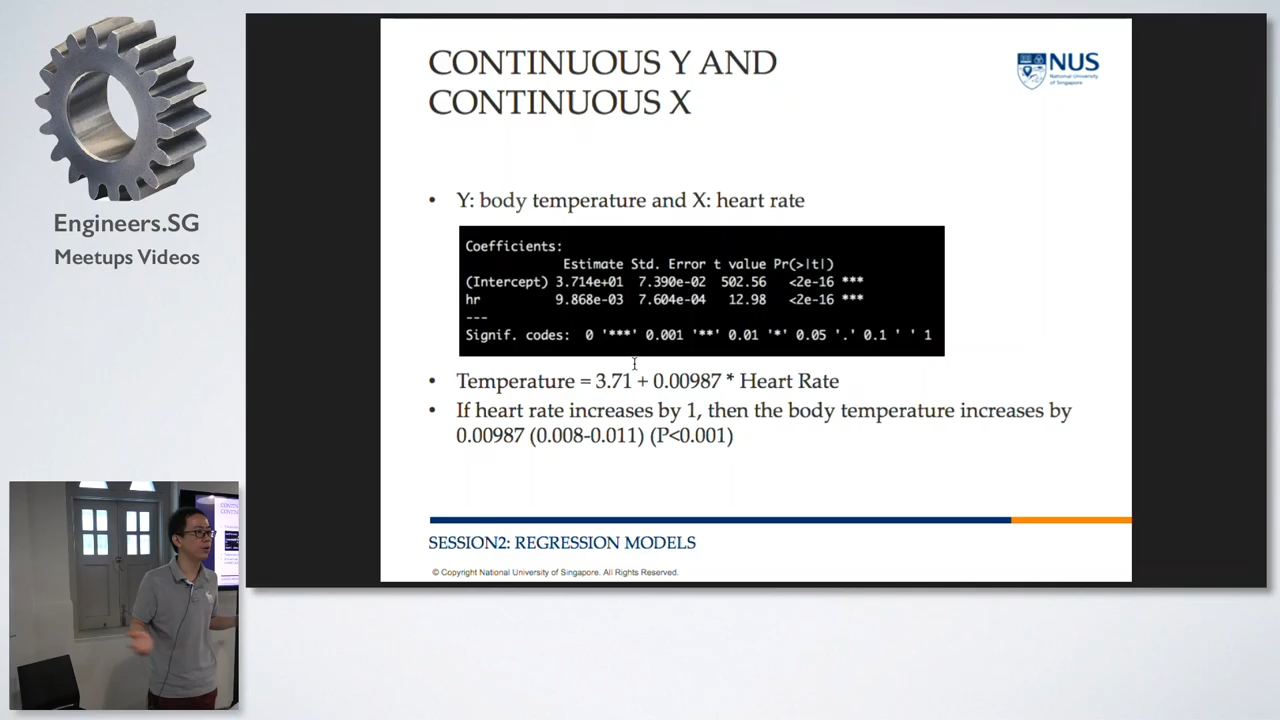 Engineers.SG
Meetups Videos
CONTINUOUS Y AND
CONTINUOUS X
NUS
National University
of Singapore
• Y: body temperature and X: heart rate
Coefficients:
Estimate Std. Error t value Pr(>|t|)
(Intercept) 3.714e+01 7.390e-02 502.56 <2e-16 ***
hr 9.868e-03 7.604e-04 12.98 <2e-16 ***
---
Signif. codes: 0 '***' 0.001 '**' 0.01 '*' 0.05 '.' 0.1 ' ' 1
• Temperature = 3.71 + 0.00987 * Heart Rate
• If heart rate increases by 1, then the body temperature increases by
0.00987 (0.008-0.011) (P<0.001)
SESSION2: REGRESSION MODELS
© Copyright National University of Singapore. All Rights Reserved.